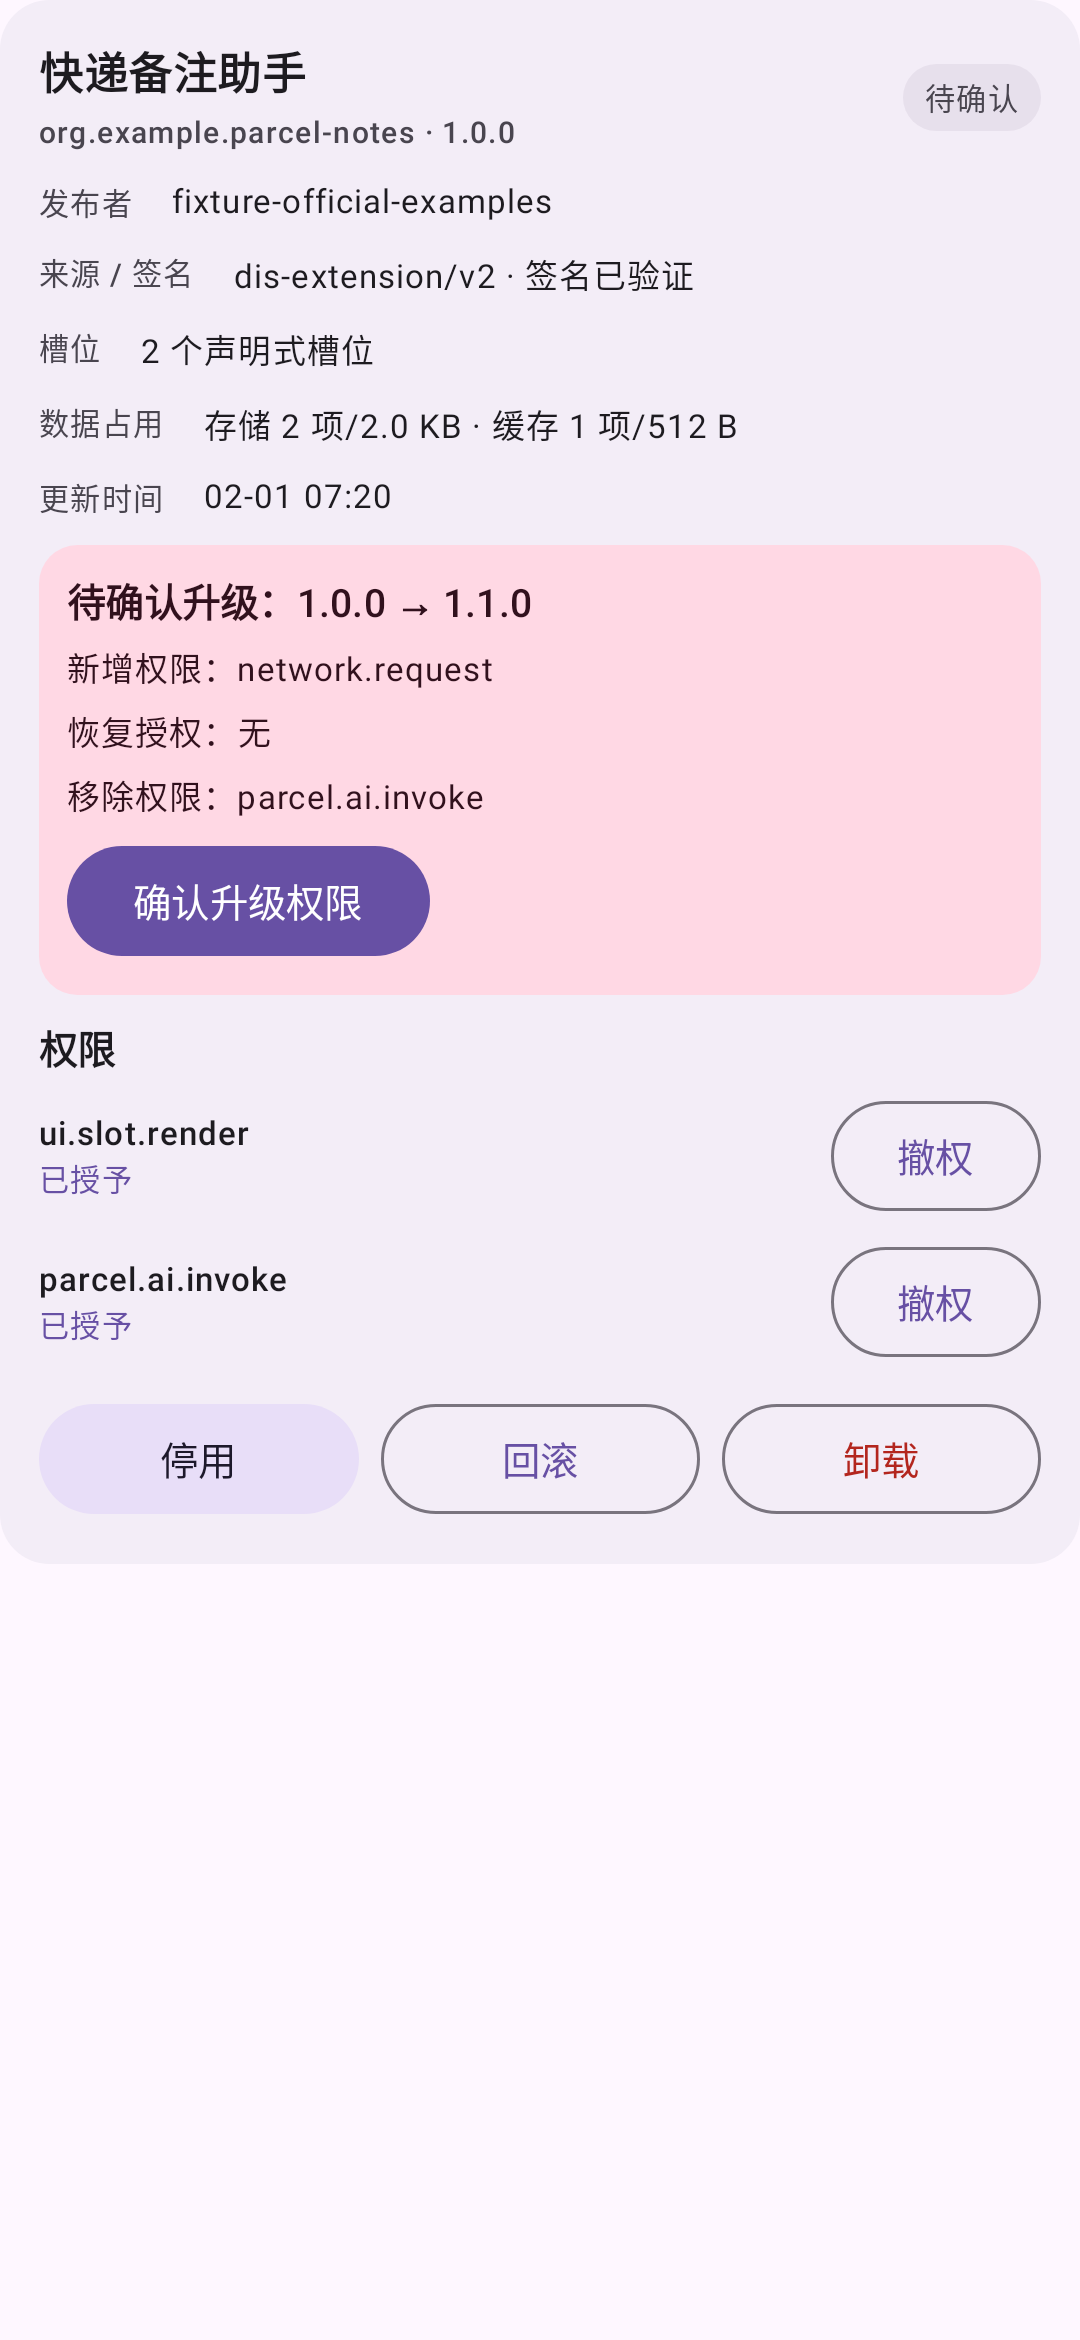 快递备注助手
待确认
org.example.parcel-notes · 1.0.0
发布者 fixture-official-examples
来源 / 签名 dis-extension/v2 · 签名已验证
槽位 2 个声明式槽位
数据占用 存储 2 项/2.0 KB · 缓存 1 项/512 B
更新时间 02-01 07:20
待确认升级：1.0.0 → 1.1.0
新增权限：network.request
恢复授权：无
移除权限：parcel.ai.invoke
确认升级权限
权限
ui.slot.render
已授予
撤权
parcel.ai.invoke
已授予
撤权
停用 回滚 卸载